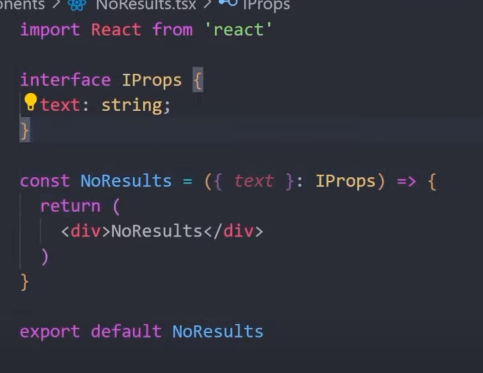 onents > NoResults.tsx > IProps
import React from 'react'
interface IProps {
text: string;
}
const NoResults = ({ text }: IProps) => {
return (
<div>NoResults</div>
)
}
export default NoResults